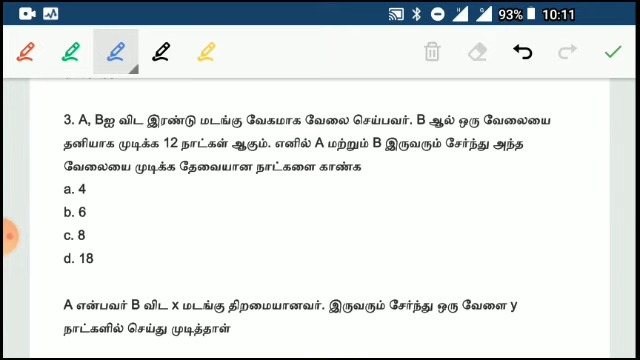 93% 10:11
3. A, Bஐ விட இரண்டு மடங்கு வேகமாக வேலை செய்பவர். B ஆல் ஒரு வேலையை
தனியாக முடிக்க 12 நாட்கள் ஆகும். எனில் A மற்றும் B இருவரும் சேர்ந்து அந்த
வேலையை முடிக்க தேவையான நாட்களை காண்க
a. 4
b. 6
c. 8
d. 18
A என்பவர் B விட x மடங்கு திறமையானவர். இருவரும் சேர்ந்து ஒரு வேளை y
நாட்களில் செய்து முடித்தாள்